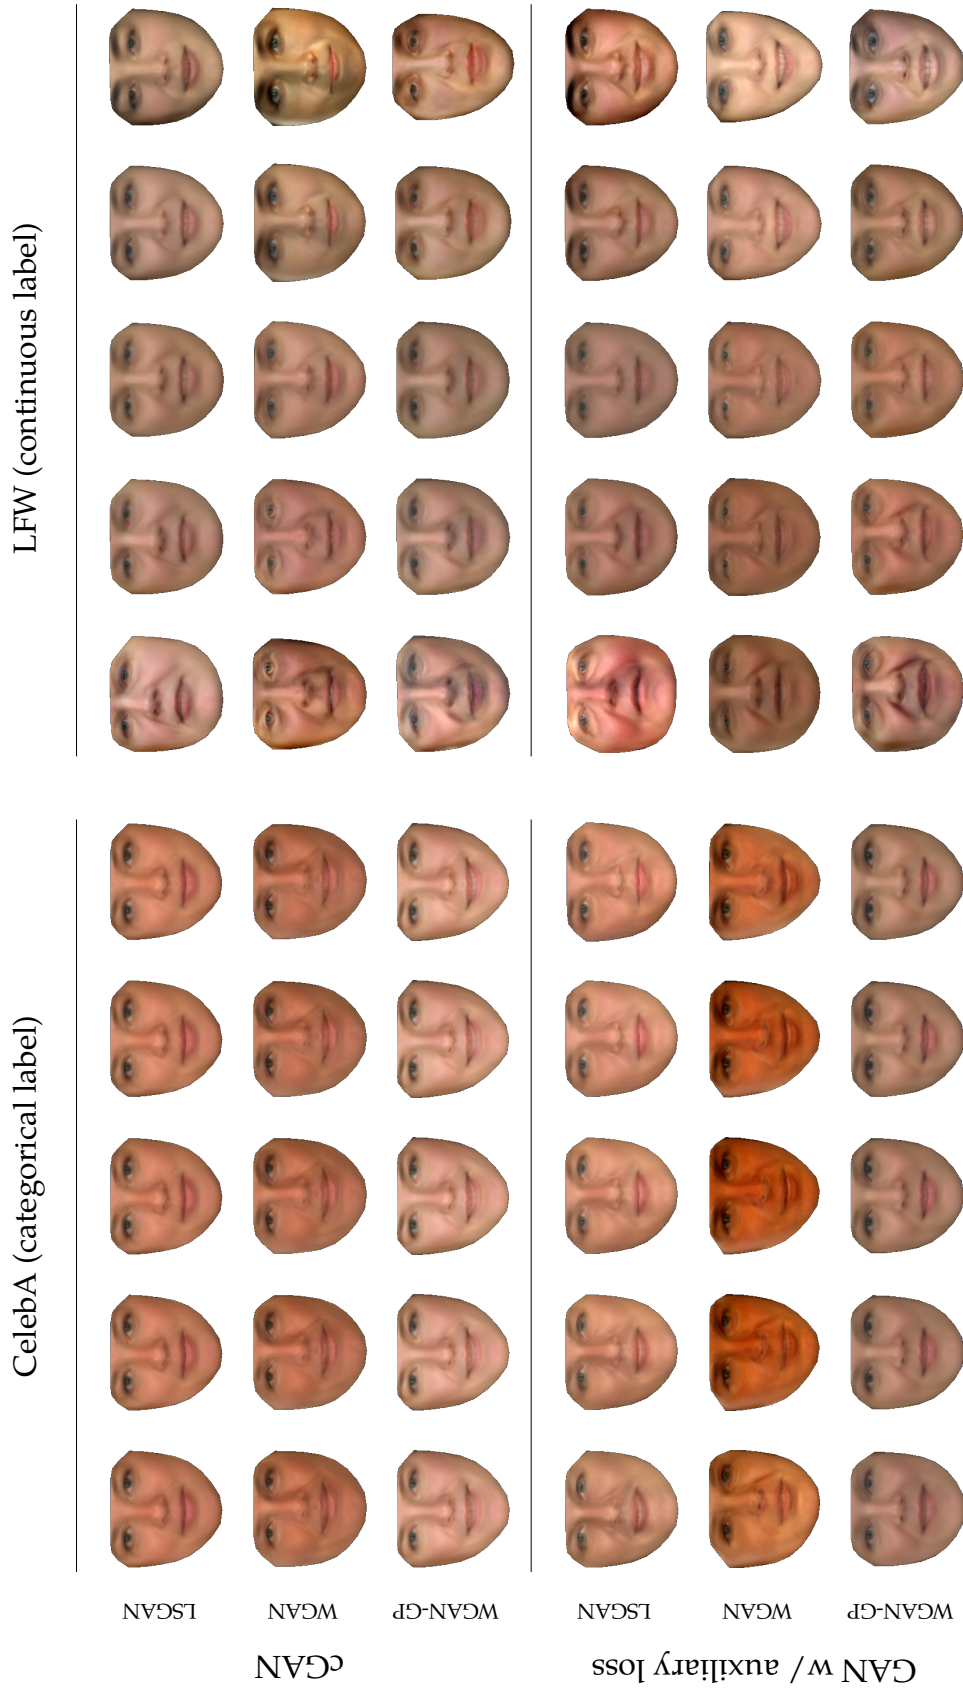 CelebA (categorical label)
LFW (continuous label)
cGAN
LSGAN
WGAN
WGAN-GP
GAN w/ auxiliary loss
LSGAN
WGAN
WGAN-GP